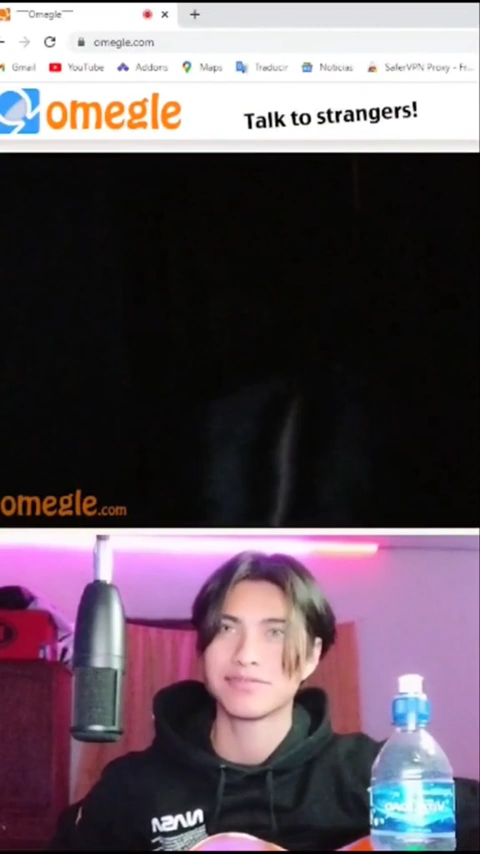 Omegle
omegle.com
Gmail YouTube Addons Maps Traducir Noticias SaferVPN Proxy - Fr...
omegle Talk to strangers!
omegle.com
NASA